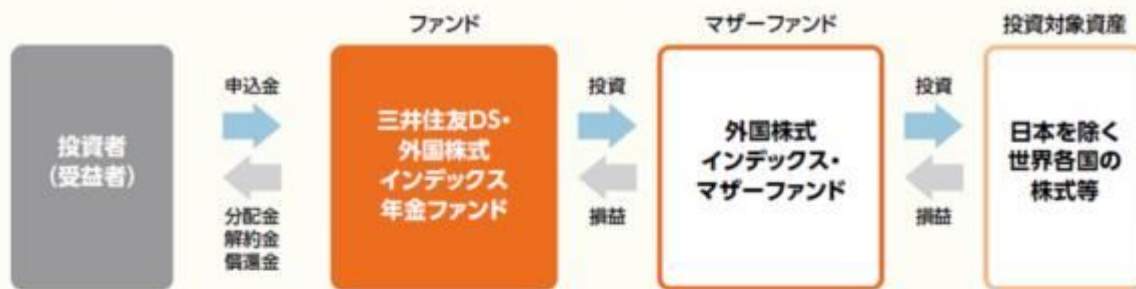 ファンド
マザーファンド
投資対象資産
投資者
(受益者)
申込金
分配金
解約金
償還金
三井住友DS・
外国株式
インデックス
年金ファンド
投資
損益
外国株式
インデックス・
マザーファンド
投資
損益
日本を除く
世界各国の
株式等